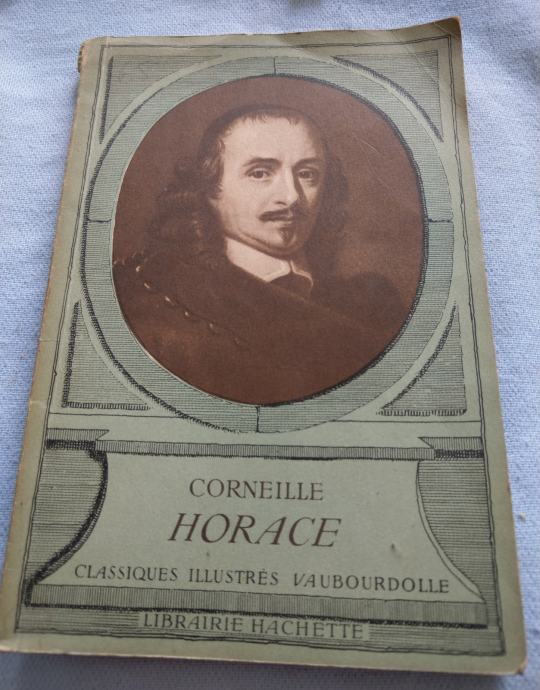 CORNEILLE
HORACE
CLASSIQUES ILLUSTRÉS VAUBOURDOLLE
LIBRAIRIE HACHETTE